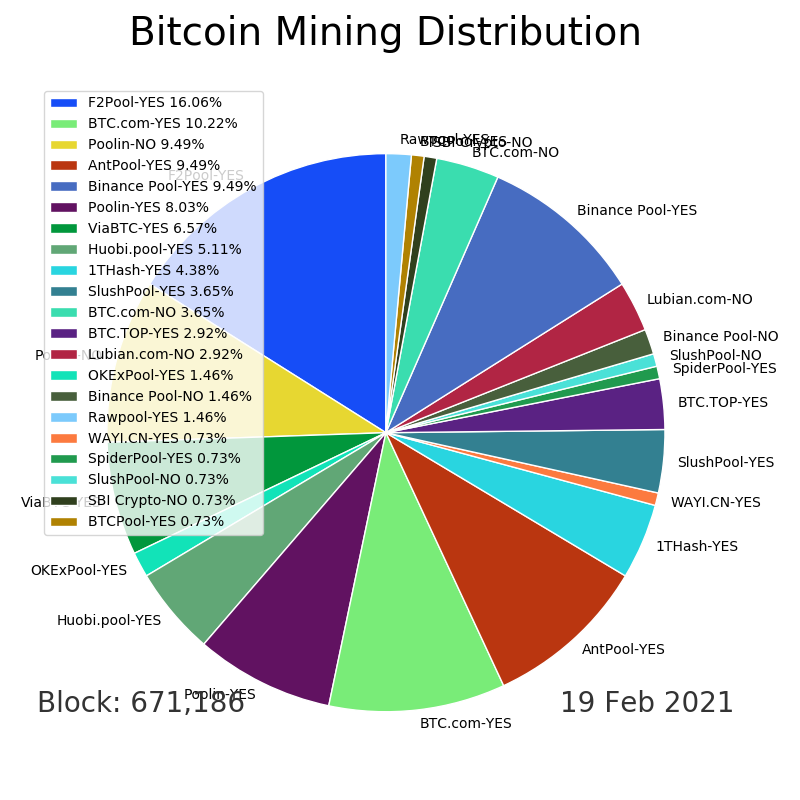 Bitcoin Mining Distribution
F2Pool-YES 16.06%
BTC.com-YES 10.22%
Poolin-NO 9.49%
AntPool-YES 9.49%
Binance Pool-YES 9.49%
Poolin-YES 8.03%
ViaBTC-YES 6.57%
Huobi.pool-YES 5.11%
1THash-YES 4.38%
SlushPool-YES 3.65%
BTC.com-NO 3.65%
BTC.TOP-YES 2.92%
Lubian.com-NO 2.92%
OKExPool-YES 1.46%
Binance Pool-NO 1.46%
Rawpool-YES 1.46%
WAYI.CN-YES 0.73%
SpiderPool-YES 0.73%
SlushPool-NO 0.73%
SBI Crypto-NO 0.73%
BTCPool-YES 0.73%
F2Pool-YES
OKExPool-YES
Huobi.pool-YES
Poolin-YES
BTC.com-YES
AntPool-YES
1THash-YES
WAYI.CN-YES
SlushPool-YES
BTC.TOP-YES
SpiderPool-YES
SlushPool-NO
Binance Pool-NO
Lubian.com-NO
Binance Pool-YES
BTC.com-NO
SBI Crypto-NO
Rawpool-YES
Block: 671,186
19 Feb 2021